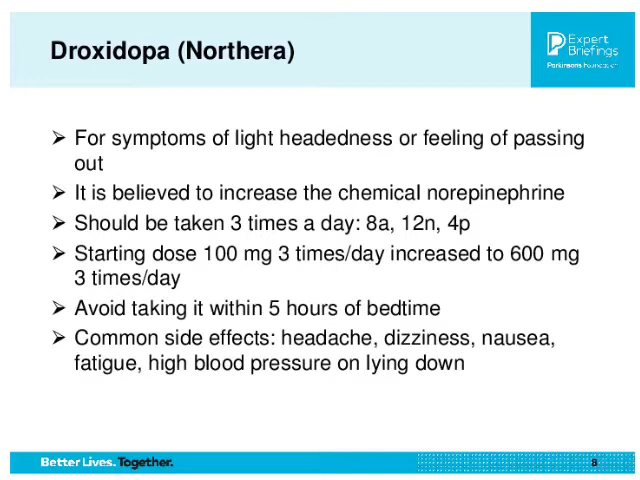 Droxidopa (Northera)
Expert
Briefings
Parkinson's Foundation
➢ For symptoms of light headedness or feeling of passing
out
➢ It is believed to increase the chemical norepinephrine
➢ Should be taken 3 times a day: 8a, 12n, 4p
➢ Starting dose 100 mg 3 times/day increased to 600 mg
3 times/day
➢ Avoid taking it within 5 hours of bedtime
➢ Common side effects: headache, dizziness, nausea,
fatigue, high blood pressure on lying down
Better Lives. Together.
8